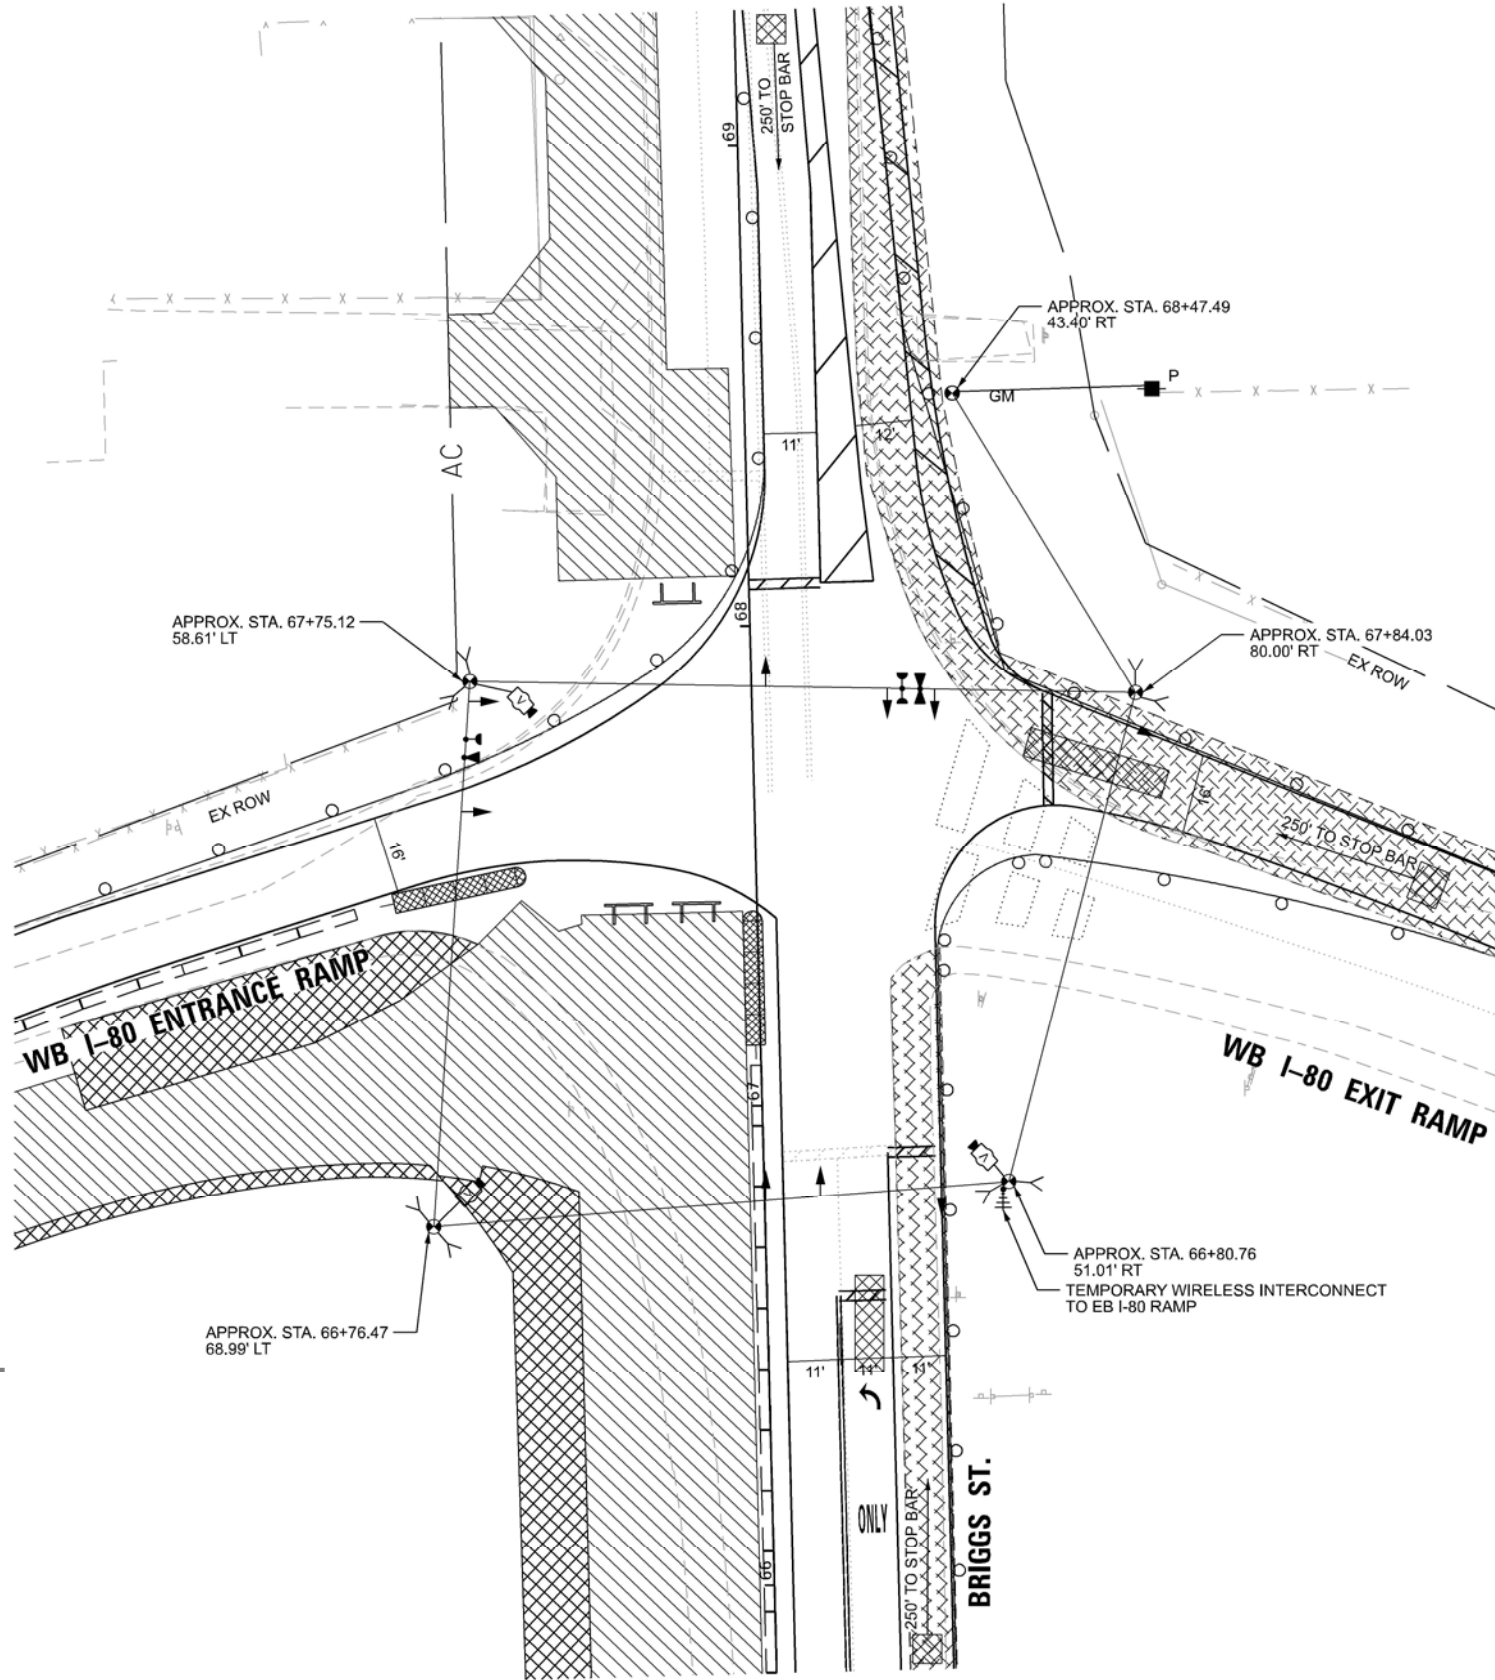 250' TO
STOP BAR
69
APPROX. STA. 68+47.49
43.40' RT
P
GM
11'
12'
AC
68
APPROX. STA. 67+75.12
58.61' LT
APPROX. STA. 67+84.03
80.00' RT
EX ROW
V
EX ROW
16'
16'
250' TO STOP BAR
WB I-80 ENTRANCE RAMP
WB I-80 EXIT RAMP
67
V
APPROX. STA. 66+80.76
51.01' RT
TEMPORARY WIRELESS INTERCONNECT
TO EB I-80 RAMP
APPROX. STA. 66+76.47
68.99' LT
11'
11'
11'
ONLY
250' TO STOP BAR
BRIGGS ST.
66